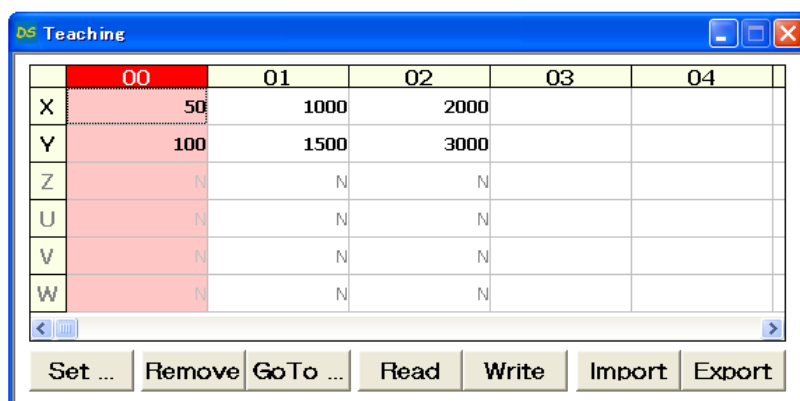 DS Teaching
00 01 02 03 04
X 50 1000 2000
Y 100 1500 3000
Z N N N
U N N N
V N N N
W N N N
Set ... Remove GoTo ... Read Write Import Export